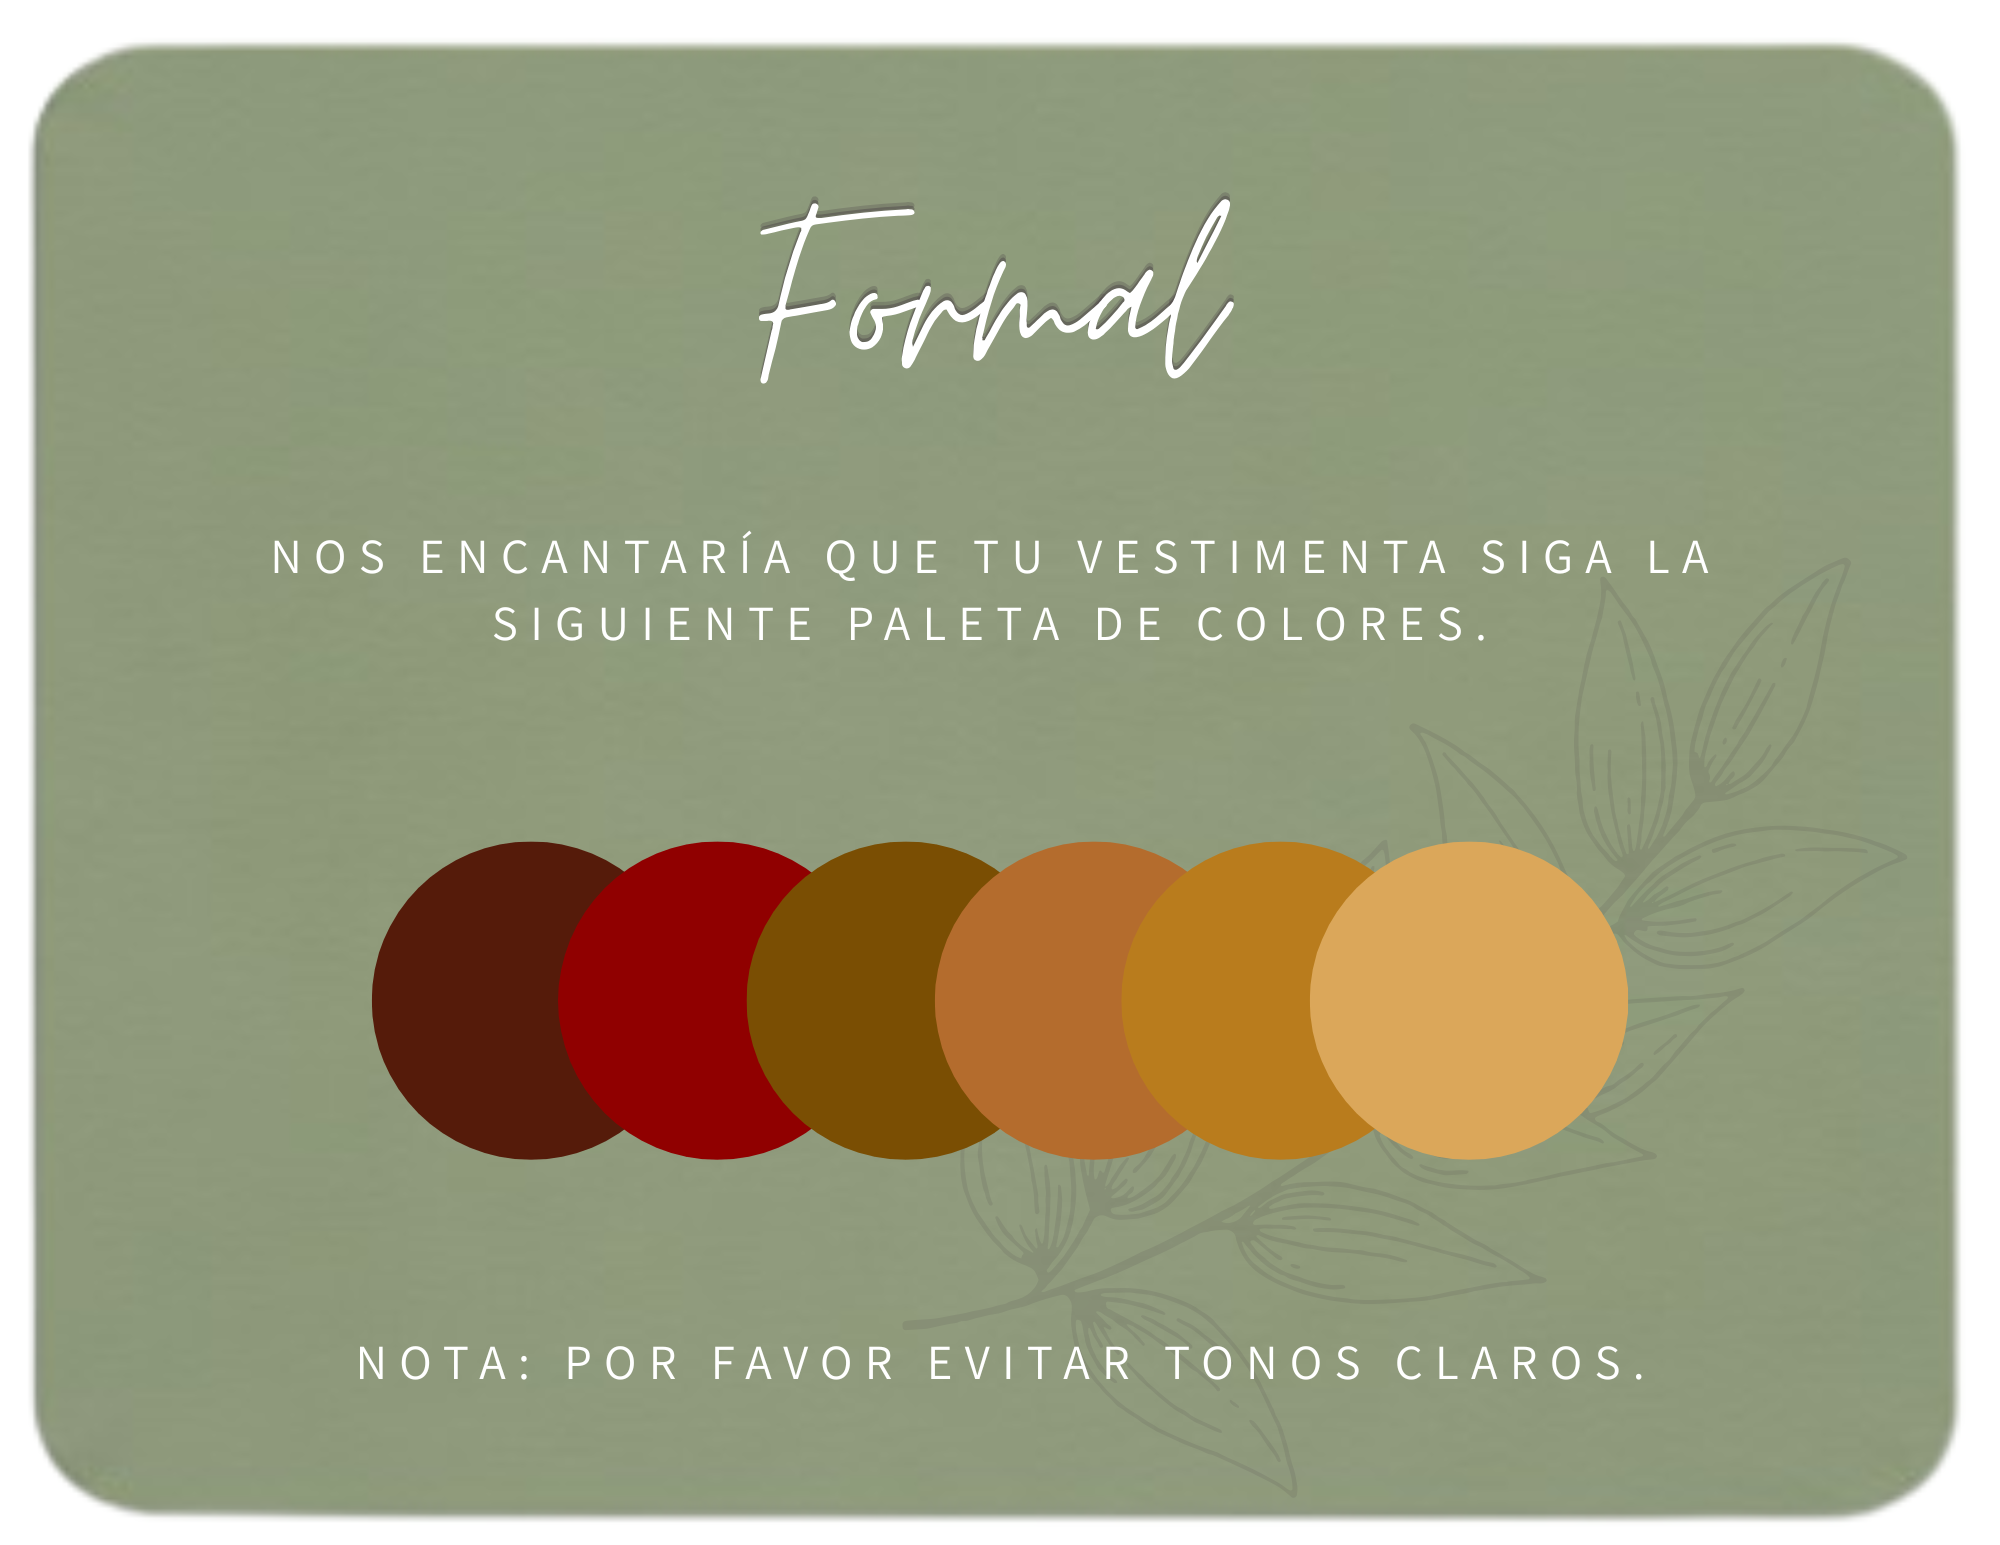 Formal
NOS ENCANTARÍA QUE TU VESTIMENTA SIGA LA
SIGUIENTE PALETA DE COLORES.
NOTA: POR FAVOR EVITAR TONOS CLAROS.